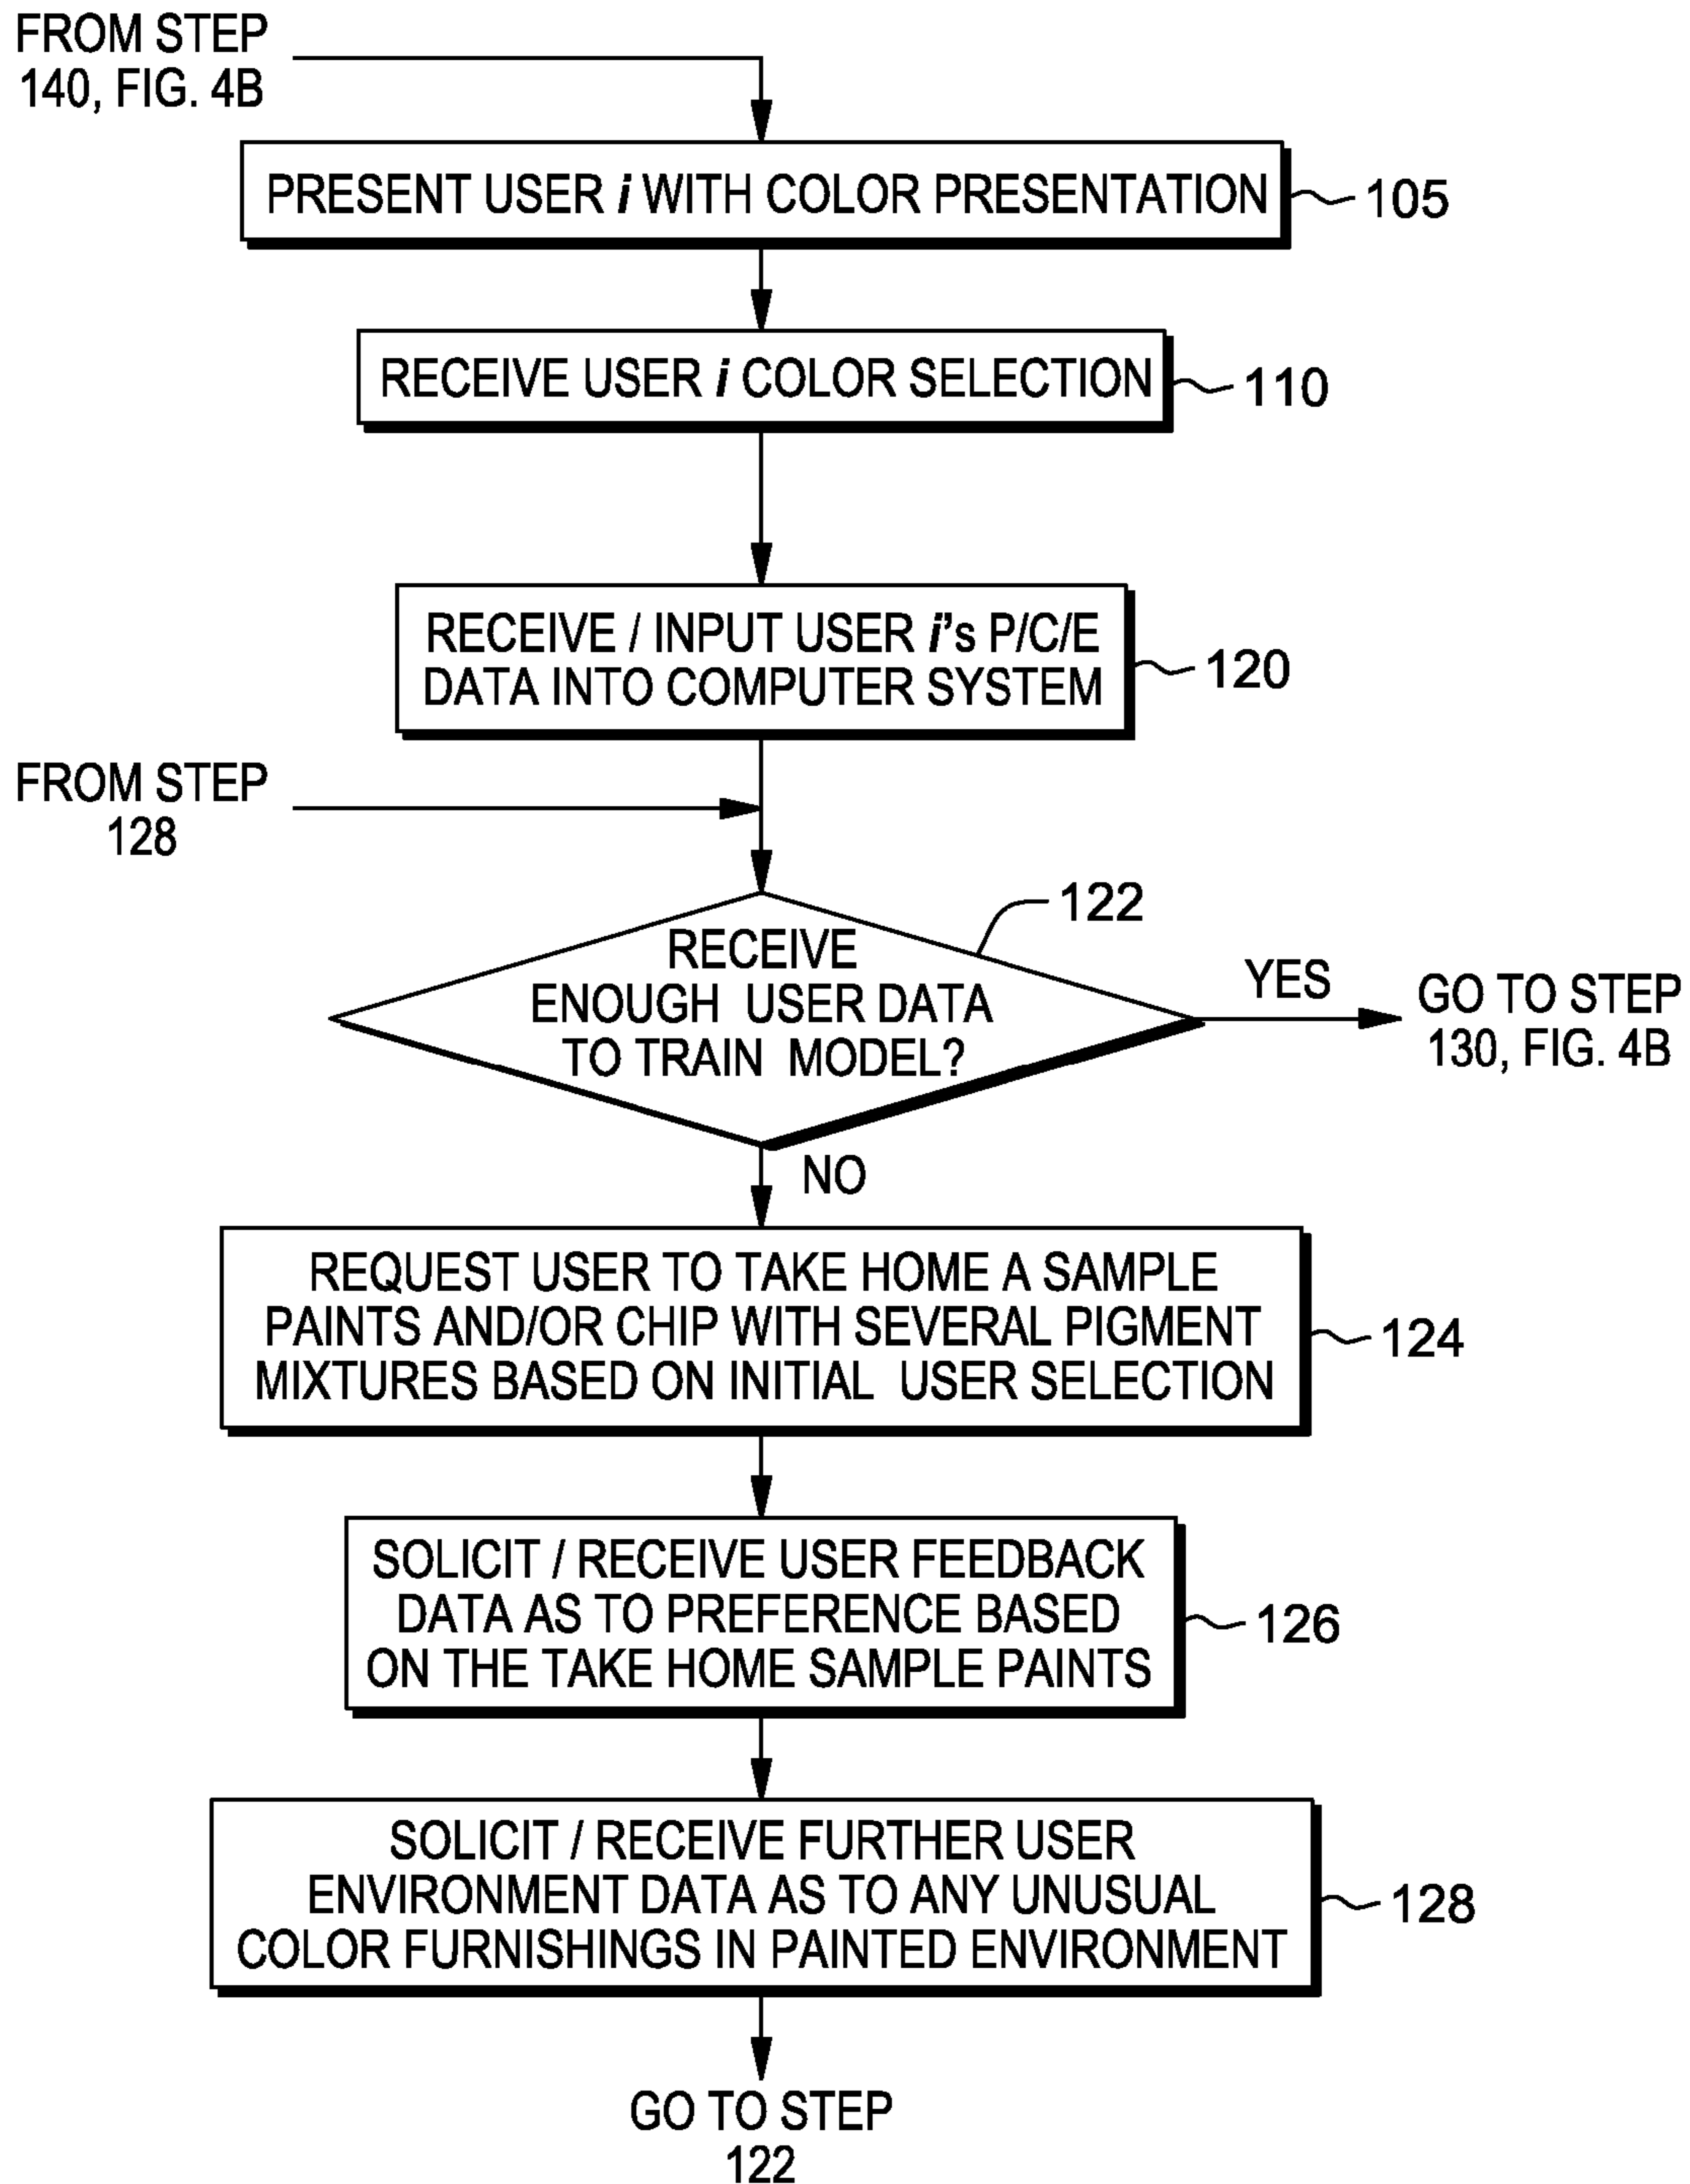 FROM STEP
140, FIG. 4B
PRESENT USER i WITH COLOR PRESENTATION
105
RECEIVE USER i COLOR SELECTION
110
RECEIVE / INPUT USER i's P/C/E
DATA INTO COMPUTER SYSTEM
120
FROM STEP
128
122
RECEIVE
ENOUGH USER DATA
TO TRAIN MODEL?
YES
GO TO STEP
130, FIG. 4B
NO
REQUEST USER TO TAKE HOME A SAMPLE
PAINTS AND/OR CHIP WITH SEVERAL PIGMENT
MIXTURES BASED ON INITIAL USER SELECTION
124
SOLICIT / RECEIVE USER FEEDBACK
DATA AS TO PREFERENCE BASED
ON THE TAKE HOME SAMPLE PAINTS
126
SOLICIT / RECEIVE FURTHER USER
ENVIRONMENT DATA AS TO ANY UNUSUAL
COLOR FURNISHINGS IN PAINTED ENVIRONMENT
128
GO TO STEP
122